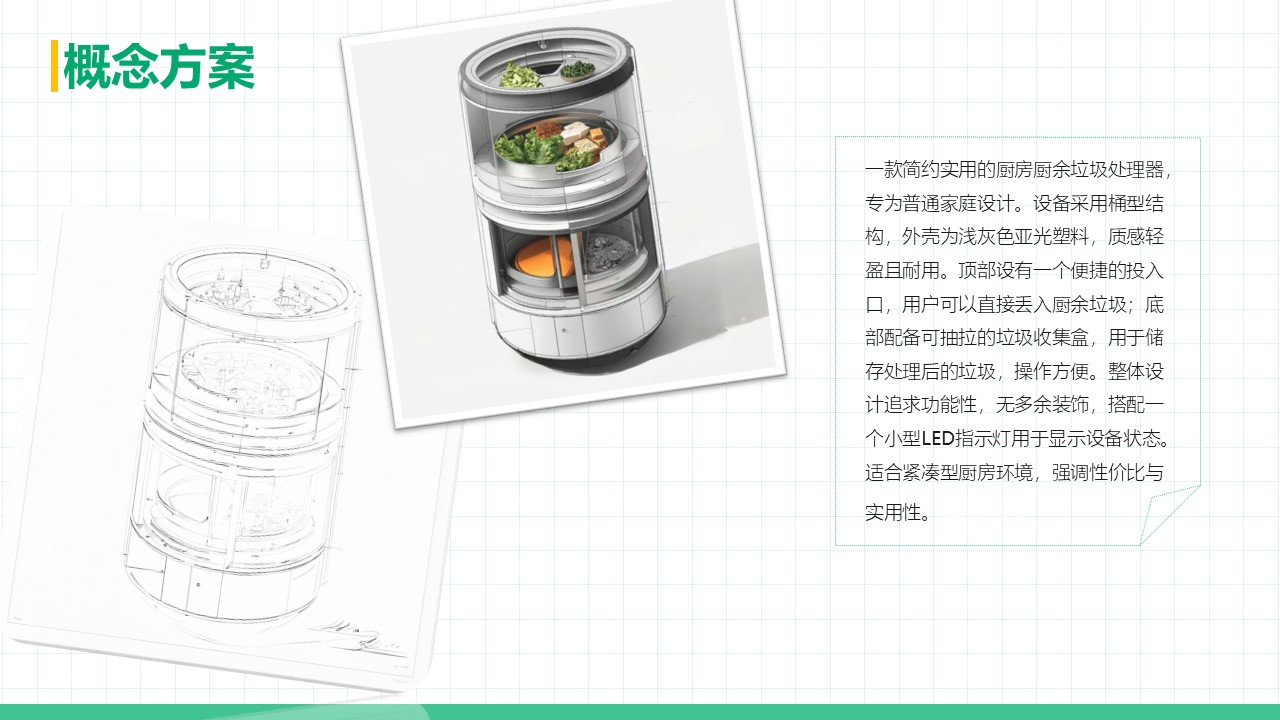 概念方案
一款简约实用的厨房厨余垃圾处理器，
专为普通家庭设计。设备采用桶型结
构，外壳为浅灰色亚光塑料，质感轻
盈且耐用。顶部设有一个便捷的投入
口，用户可以直接丢入厨余垃圾；底
部配备可抽拉的垃圾收集盒，用于储
存处理后的垃圾，操作方便。整体设
计追求功能性，无多余装饰，搭配一
个小型LED指示灯用于显示设备状态。
适合紧凑型厨房环境，强调性价比与
实用性。